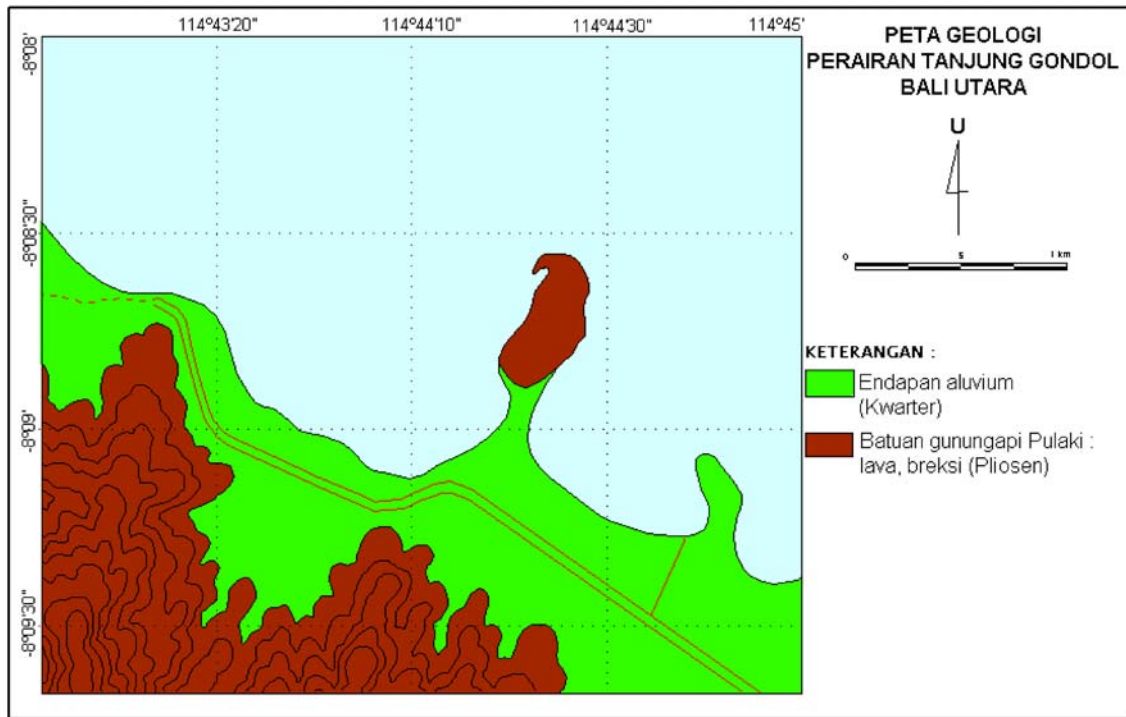 114°43'20" 114°44'10" 114°44'30" 114°45'
-8°08'
-8°08'30"
-8°09'
-8°09'30"
PETA GEOLOGI
PERAIRAN TANJUNG GONDOL
BALI UTARA
U
0 5 1 km
KETERANGAN :
Endapan aluvium
(Kwarter)
Batuan gunungapi Pulaki :
lava, breksi (Pliosen)